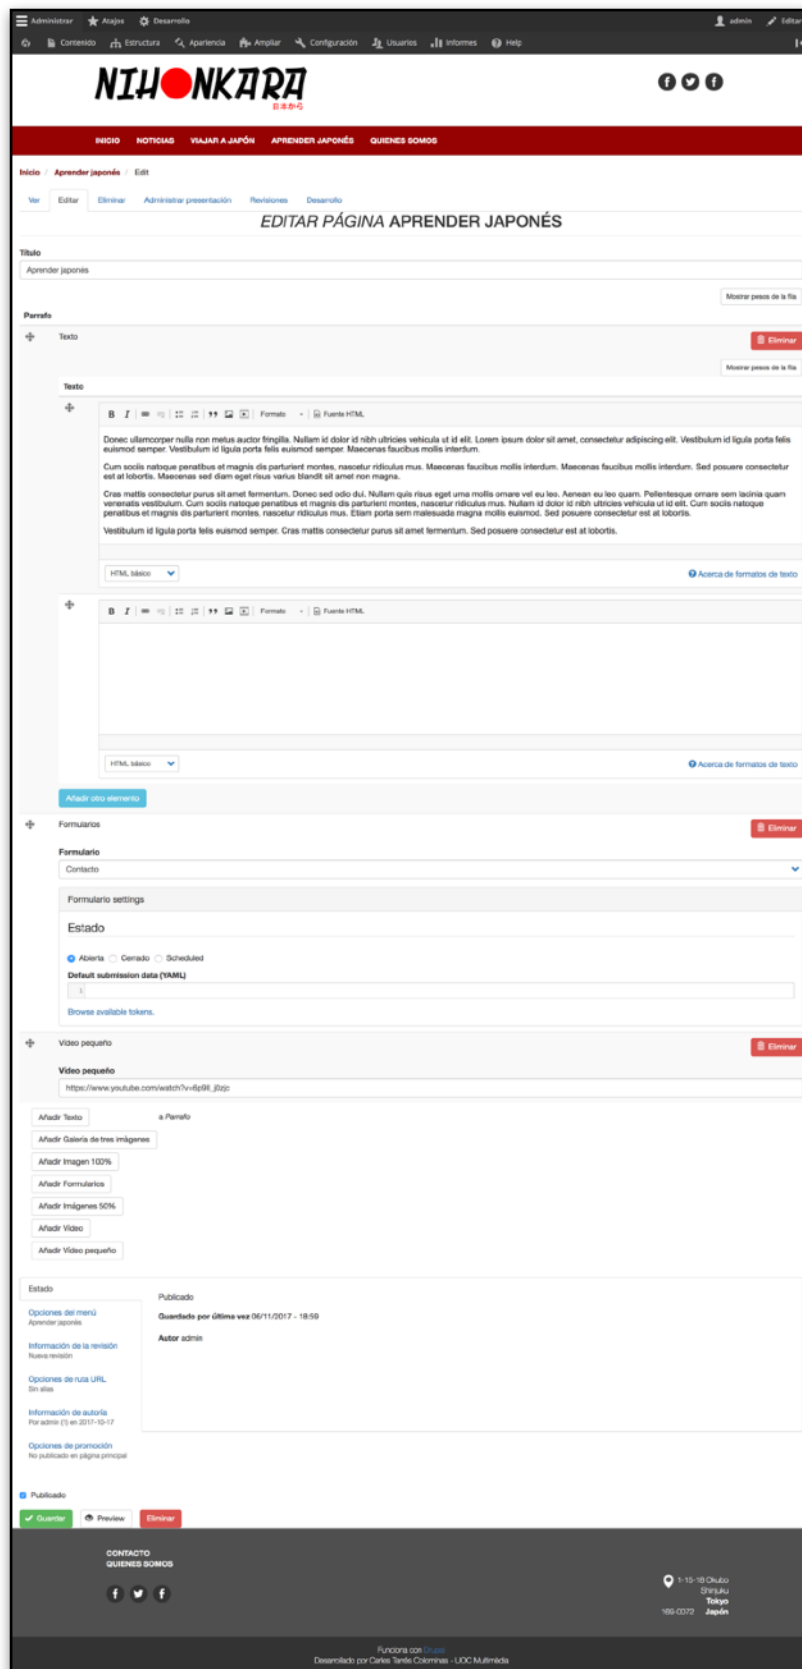 Administrar Atajos Desarrollo admin Editar
Contenido Estructura Apariencia Ampliar Configuración Usuarios Informes Help
NIHONKARA
日本から
INICIO NOTICIAS VIAJAR A JAPÓN APRENDER JAPONÉS QUIENES SOMOS
Inicio / Aprender japonés / Edit
Ver Editar Eliminar Administrar presentación Revisiones Desarrollo
EDITAR PÁGINA APRENDER JAPONÉS
Título
Aprender japonés
Mostrar pesos de la fila
Parrafo
Texto Eliminar
Mostrar pesos de la fila
Texto
B I Formato Fuente HTML
Donec ullamcorper nulla non metus auctor fringilla. Nullam id dolor id nibh ultricies vehicula ut id elit. Lorem ipsum dolor sit amet, consectetur adipiscing elit. Vestibulum id ligula porta felis
euismod semper. Vestibulum id ligula porta felis euismod semper. Maecenas faucibus mollis interdum.
Cum sociis natoque penatibus et magnis dis parturient montes, nascetur ridiculus mus. Maecenas faucibus mollis interdum. Maecenas faucibus mollis interdum. Sed posuere consectetur
est at lobortis. Maecenas sed diam eget risus varius blandit sit amet non magna.
Cras mattis consectetur purus sit amet fermentum. Donec sed odio dui. Nullam quis risus eget urna mollis ornare vel eu leo. Aenean eu leo quam. Pellentesque ornare sem lacinia quam
venenatis vestibulum. Cum sociis natoque penatibus et magnis dis parturient montes, nascetur ridiculus mus. Nullam id dolor id nibh ultricies vehicula ut id elit. Cum sociis natoque
penatibus et magnis dis parturient montes, nascetur ridiculus mus. Etiam porta sem malesuada magna mollis euismod. Sed posuere consectetur est at lobortis.
Vestibulum id ligula porta felis euismod semper. Cras mattis consectetur purus sit amet fermentum. Sed posuere consectetur est at lobortis.
HTML básico Acerca de formatos de texto
B I Formato Fuente HTML
HTML básico Acerca de formatos de texto
Añadir otro elemento
Formularios Eliminar
Formulario
Contacto
Formulario settings
Estado
Abierta Cerrado Scheduled
Default submission data (YAML)
1
Browse available tokens.
Vídeo pequeño Eliminar
Vídeo pequeño
Añadir Texto a Parrafo
Añadir Galería de tres imágenes
Añadir Imagen 100%
Añadir Formularios
Añadir Imágenes 50%
Añadir Vídeo
Añadir Vídeo pequeño
Estado
Publicado
Opciones del menú
Guardado por última vez 06/11/2017 - 18:59
Aprender japonés
Autor admin
Información de la revisión
Nueva revisión
Opciones de ruta URL
Sin alias
Información de autoría
Por admin (1) en 2017-10-17
Opciones de promoción
No publicado en página principal
Publicado
Guardar Preview Eliminar
CONTACTO
QUIENES SOMOS
1-15-18 Okubo
Shinjuku
Tokyo
169-0072 Japón
Funciona con Drupal
Desarrollado por Carles Tarrés Colominas - UOC Multimèdia